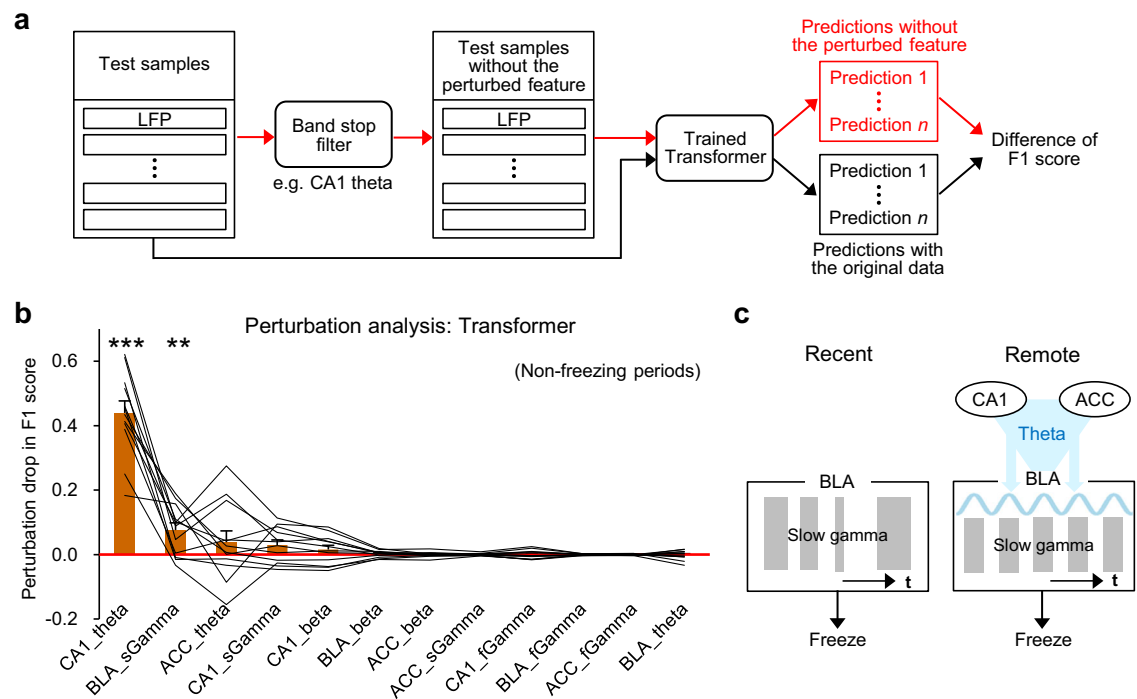 a
Test samples
LFP
Band stop
filter
e.g. CA1 theta
Test samples
without the
perturbed feature
LFP
Trained
Transformer
Predictions without
the perturbed feature
Prediction 1
Prediction n
Prediction 1
Prediction n
Predictions with
the original data
Difference of
F1 score
b
Perturbation analysis: Transformer
(Non-freezing periods)
*** **
Perturbation drop in F1 score
0.6
0.4
0.2
0.0
-0.2
CA1_theta
BLA_sGamma
ACC_theta
CA1_sGamma
CA1_beta
BLA_beta
ACC_beta
ACC_sGamma
CA1_fGamma
BLA_fGamma
ACC_fGamma
BLA_theta
c
Recent
BLA
Slow gamma
t
Freeze
Remote
CA1
ACC
Theta
BLA
Slow gamma
t
Freeze